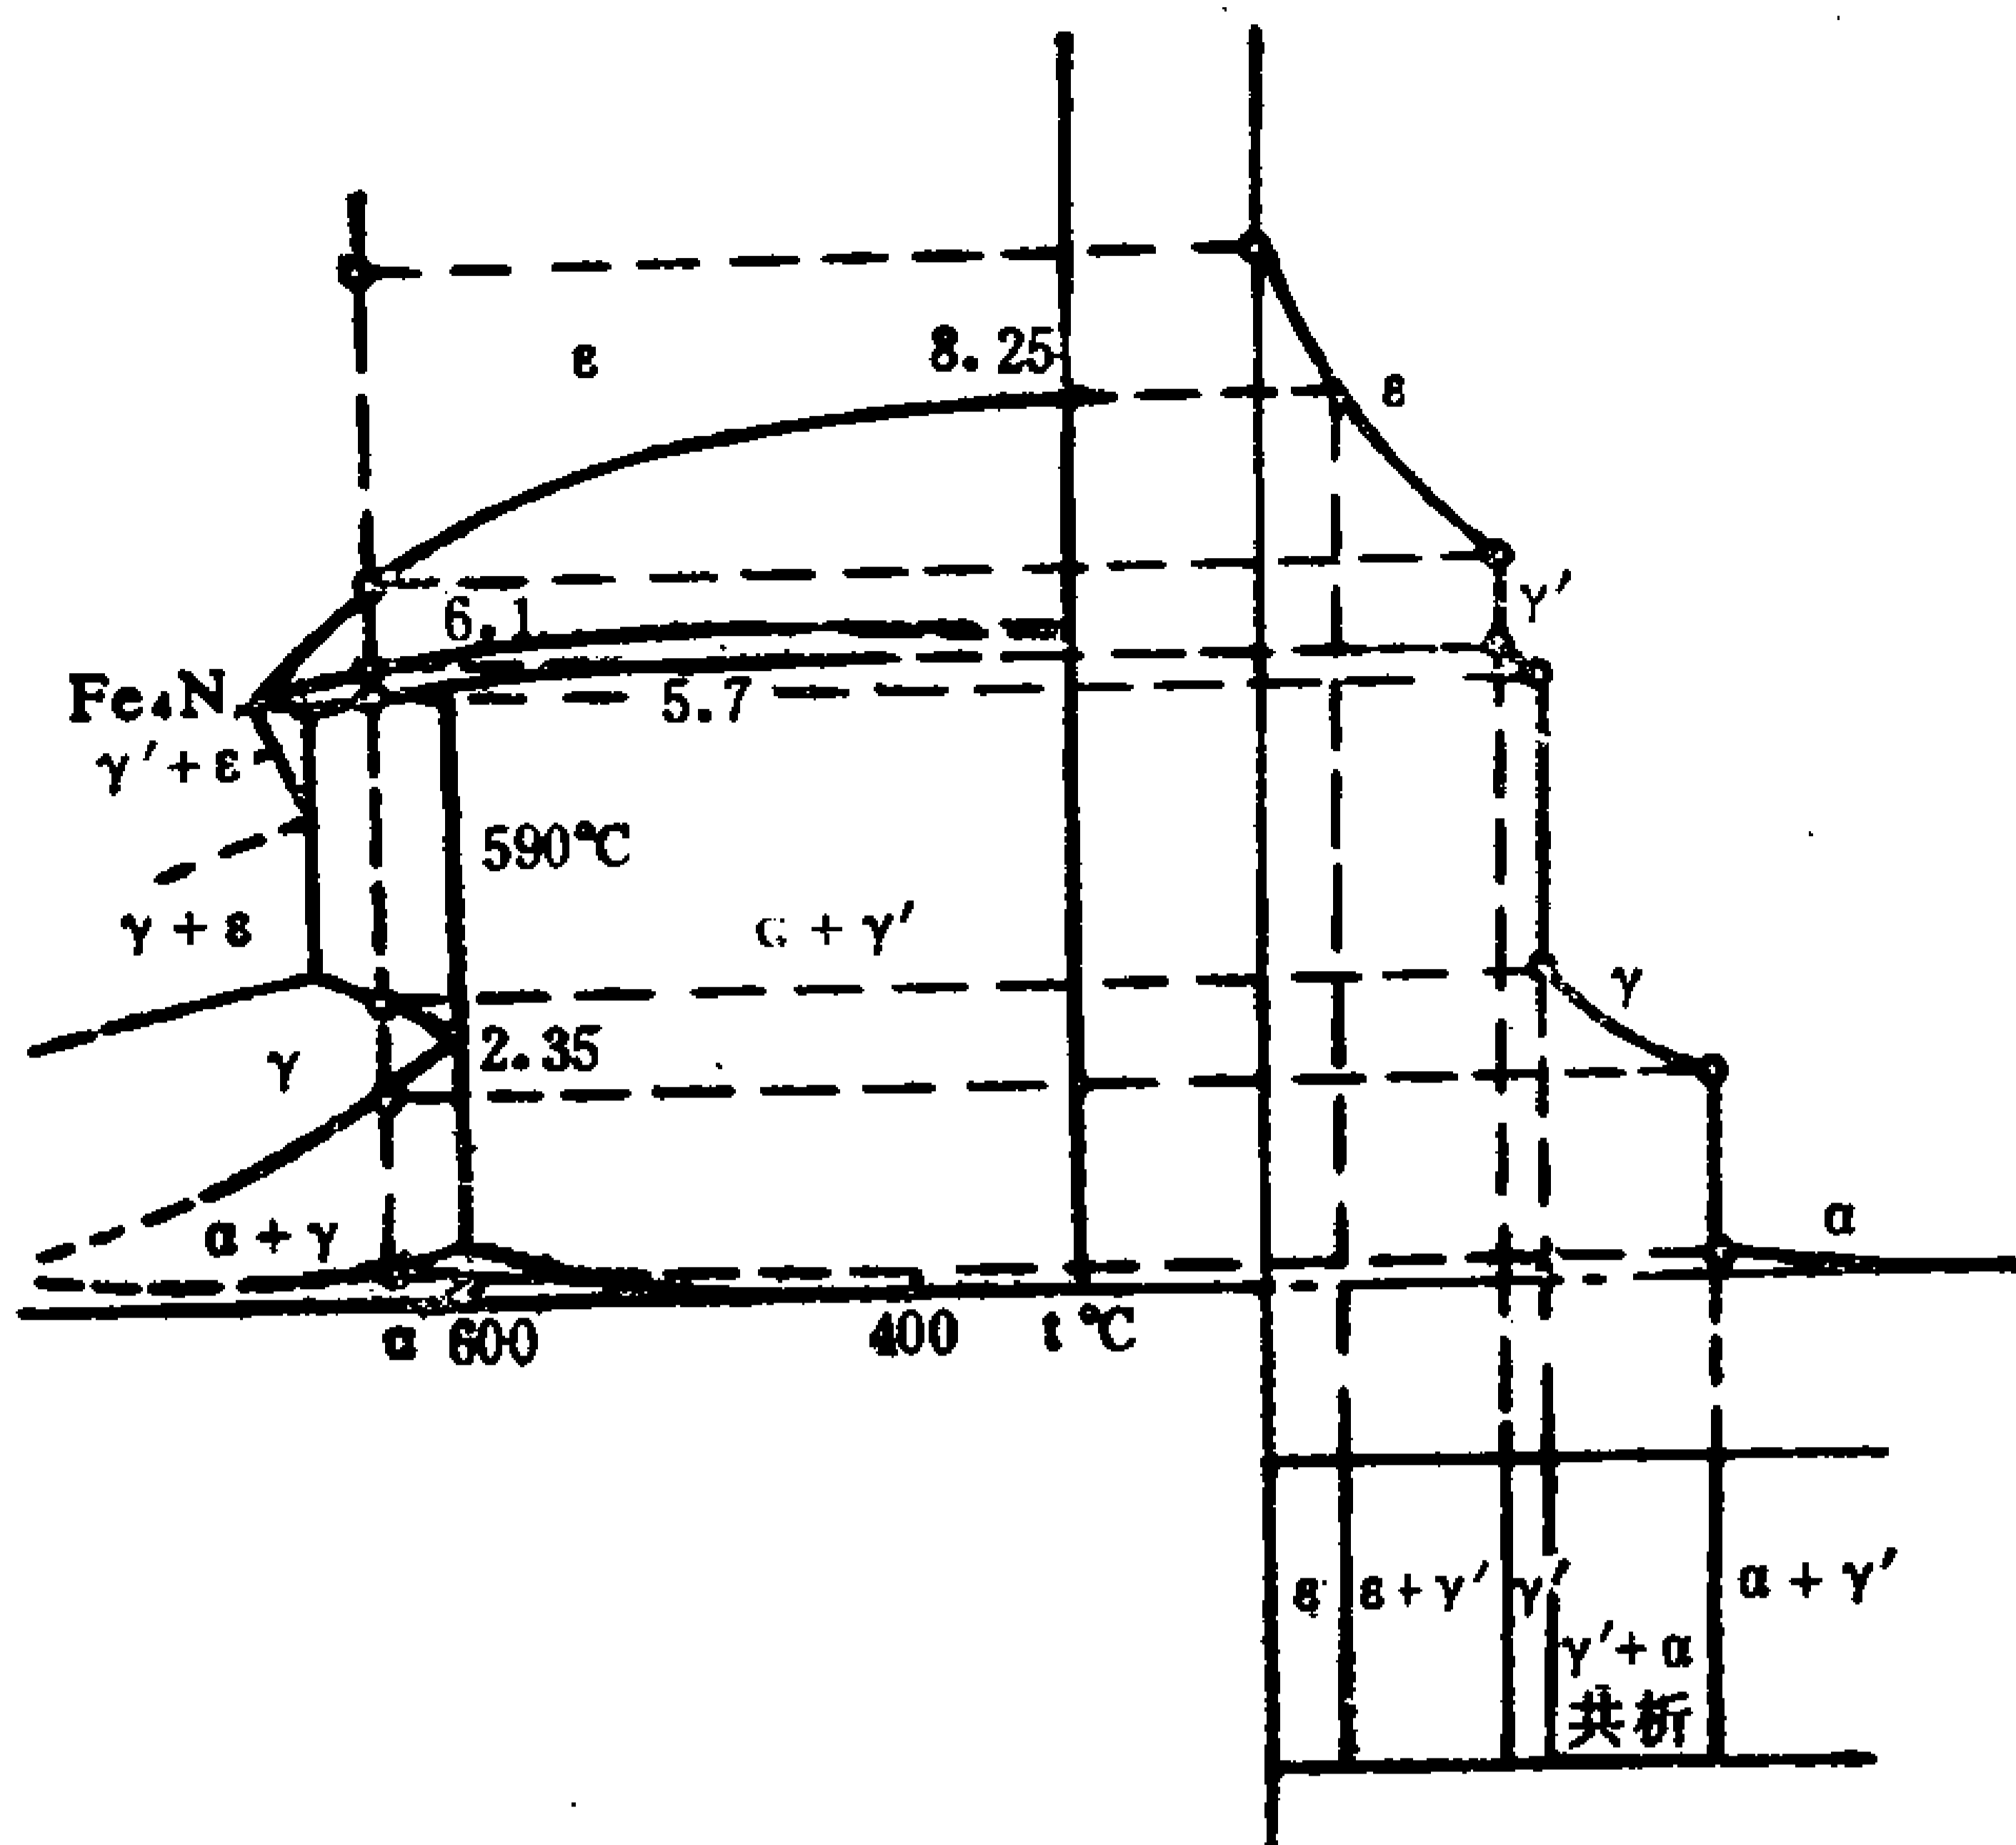 ε
8.25
ε
γ′
6.1
Fe₄N
5.7
γ′+ε
590℃
γ+ε
α+γ′
γ
2.35
γ
α+γ
α
α
600
400
t℃
ε
ε+γ′
γ′
α+γ′
γ′+α
共析